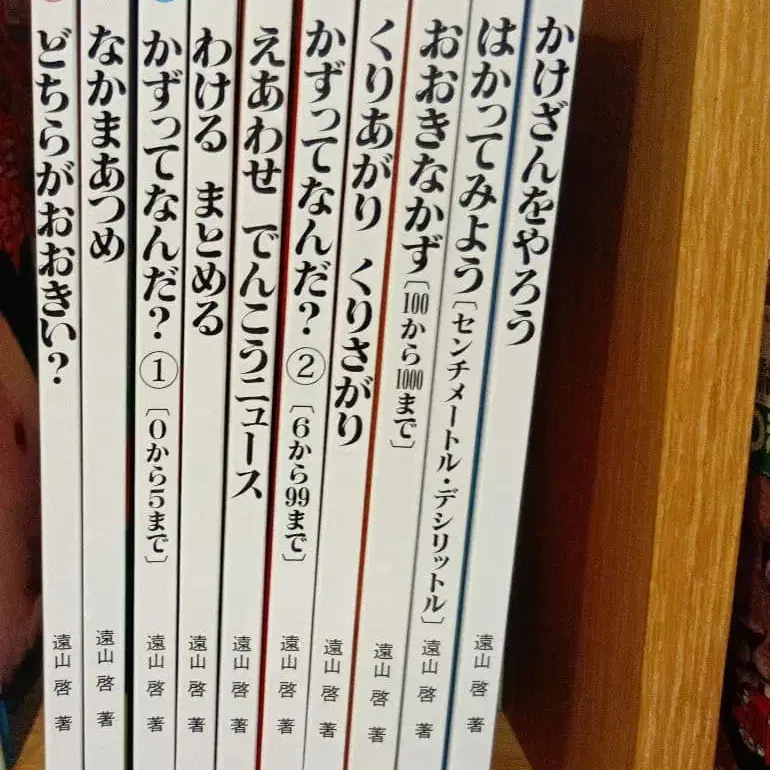 どちらがおおきい?
遠山 啓 著
なかまあつめ
遠山 啓 著
かずってなんだ?① [0から5まで]
遠山 啓 著
わける まとめる
遠山 啓 著
えあわせ でんこうニュース
遠山 啓 著
かずってなんだ?② [6から99まで]
遠山 啓 著
くりあがり くりさがり
遠山 啓 著
おおきなかず[100から1000まで]
遠山 啓 著
はかってみよう[センチメートル・デシリットル]
遠山 啓 著
かけざんをやろう
遠山 啓 著